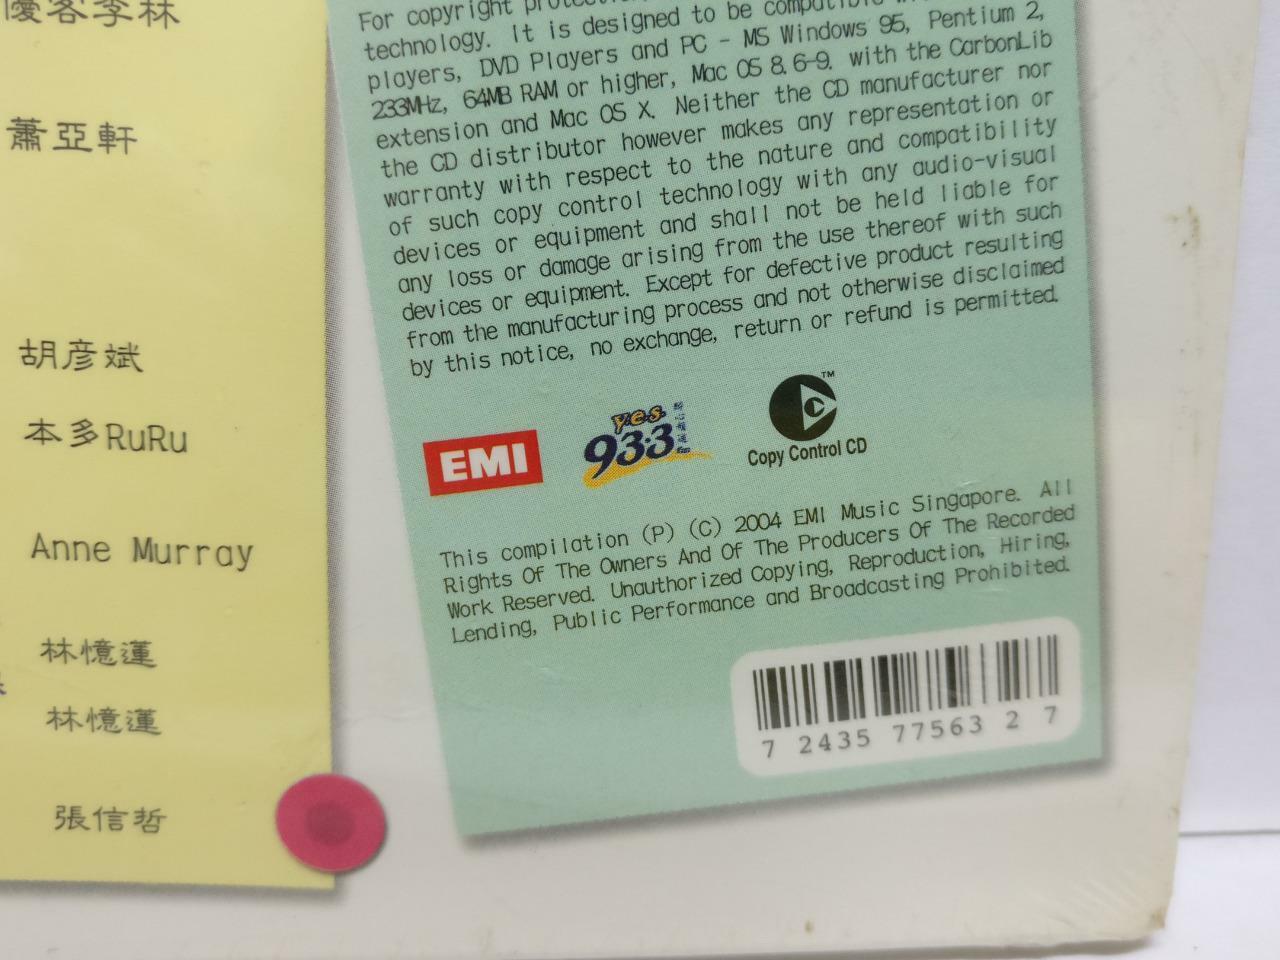 優客李林
蕭亞軒
胡彦斌
本多RuRu
Anne Murray
林憶蓮
林憶蓮
張信哲
For copyright
technology. It is designed to be compatible
players, DVD Players and PC - MS Windows 95, Pentium 2,
233MHz, 64MB RAM or higher, Mac OS 8.6-9. with the CarbonLib
extension and Mac OS X. Neither the CD manufacturer nor
the CD distributor however makes any representation or
warranty with respect to the nature and compatibility
of such copy control technology with any audio-visual
devices or equipment and shall not be held liable for
any loss or damage arising from the use thereof with such
devices or equipment. Except for defective product resulting
from the manufacturing process and not otherwise disclaimed
by this notice, no exchange, return or refund is permitted.
EMI
yes
93.3
TM
Copy Control CD
This compilation (P) (C) 2004 EMI Music Singapore. All
Rights Of The Owners And Of The Producers Of The Recorded
Work Reserved. Unauthorized Copying, Reproduction, Hiring,
Lending, Public Performance and Broadcasting Prohibited.
7 2435 77563 2 7